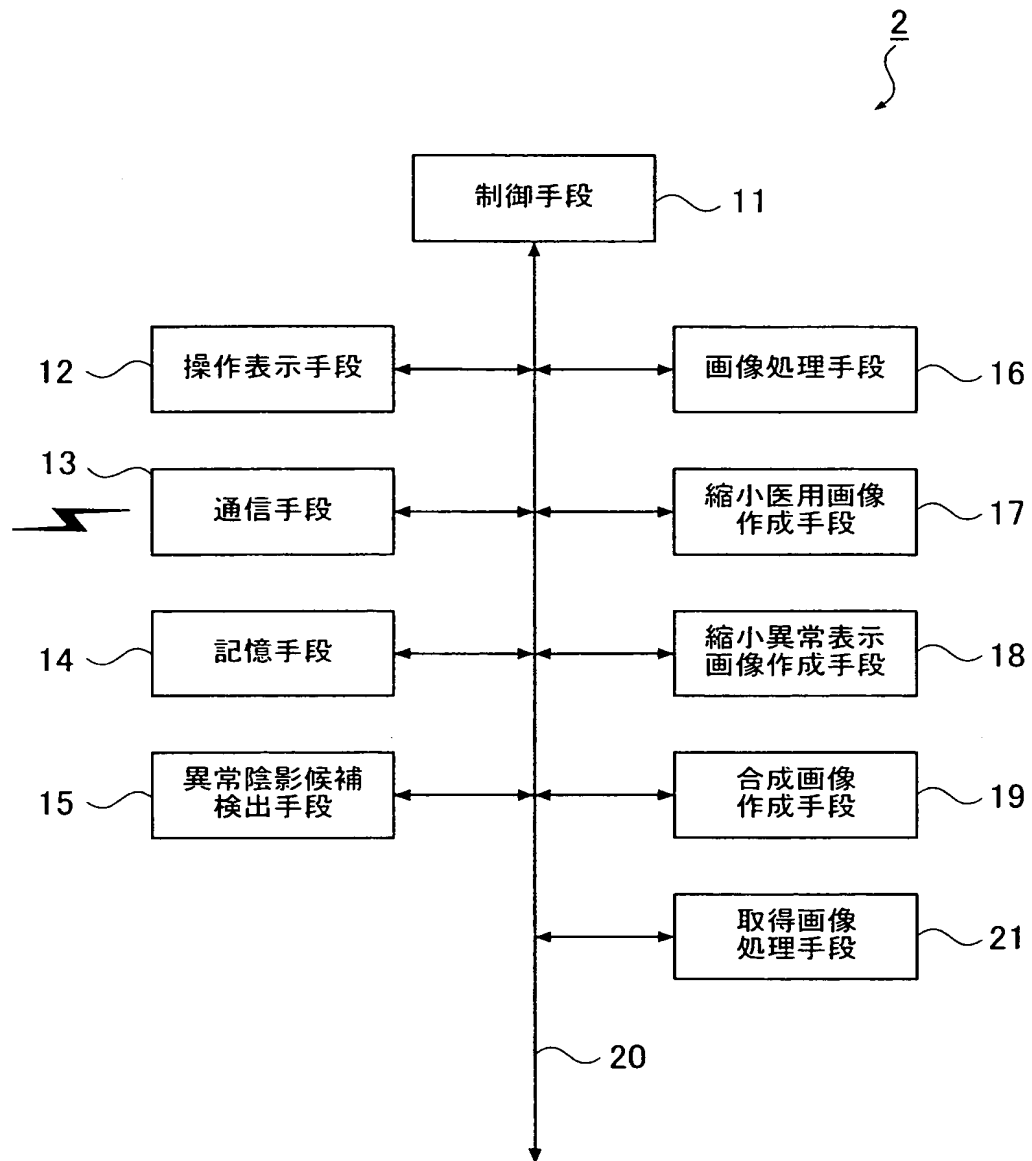 2
制御手段
11
12
操作表示手段
画像処理手段
16
13
通信手段
縮小医用画像
作成手段
17
14
記憶手段
縮小異常表示
画像作成手段
18
15
異常陰影候補
検出手段
合成画像
作成手段
19
取得画像
処理手段
21
20